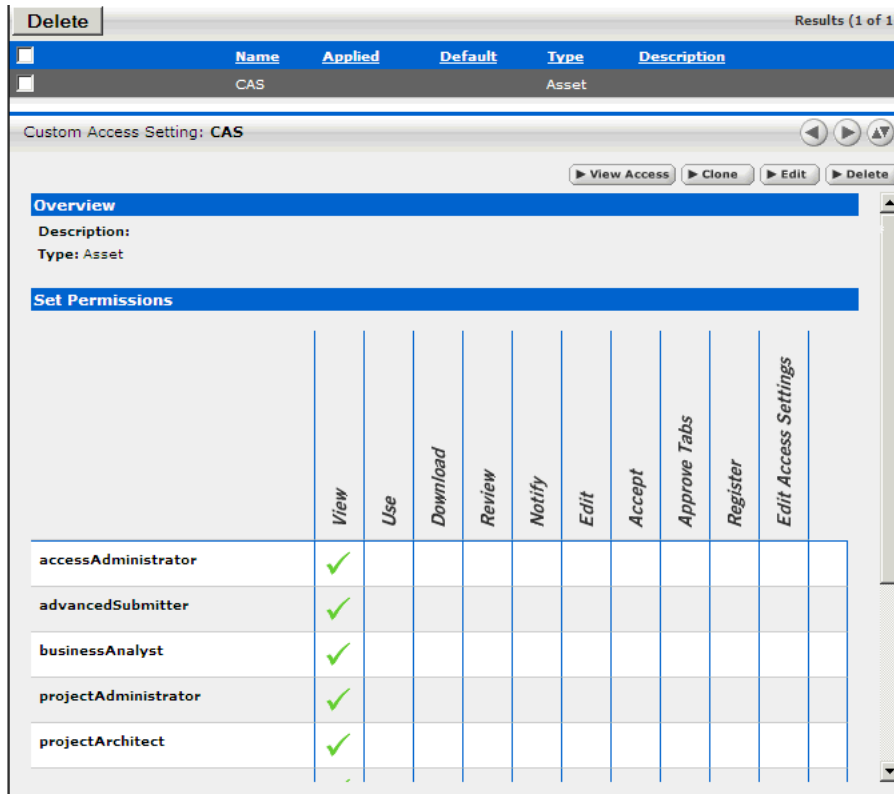 Delete
Results (1 of 1
Name Applied Default Type Description
CAS Asset
Custom Access Setting: CAS
View Access Clone Edit Delete
Overview
Description:
Type: Asset
Set Permissions
View Use Download Review Notify Edit Accept Approve Tabs Register Edit Access Settings
accessAdministrator
advancedSubmitter
businessAnalyst
projectAdministrator
projectArchitect